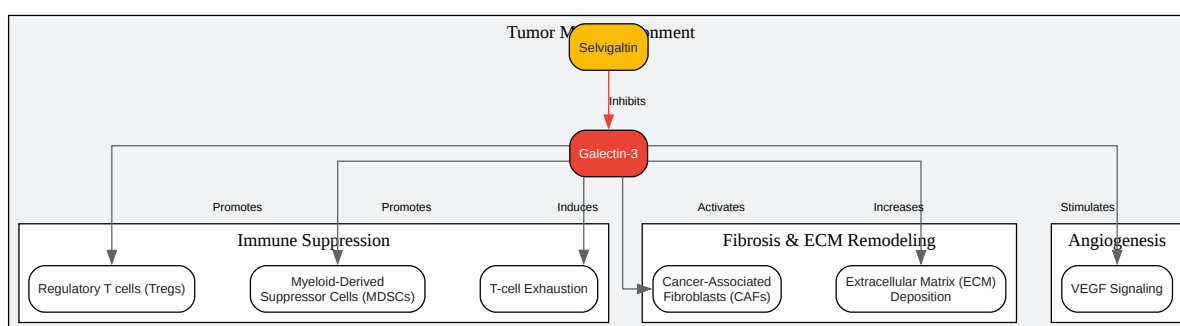 Tumor M onment
Selvigaltin
Inhibits
Galectin-3
Promotes
Promotes
Induces
Activates
Increases
Stimulates
Immune Suppression
Fibrosis & ECM Remodeling
Angiogenesis
Regulatory T cells (Tregs)
Myeloid-Derived
Suppressor Cells (MDSCs)
T-cell Exhaustion
Cancer-Associated
Fibroblasts (CAFs)
Extracellular Matrix (ECM)
Deposition
VEGF Signaling